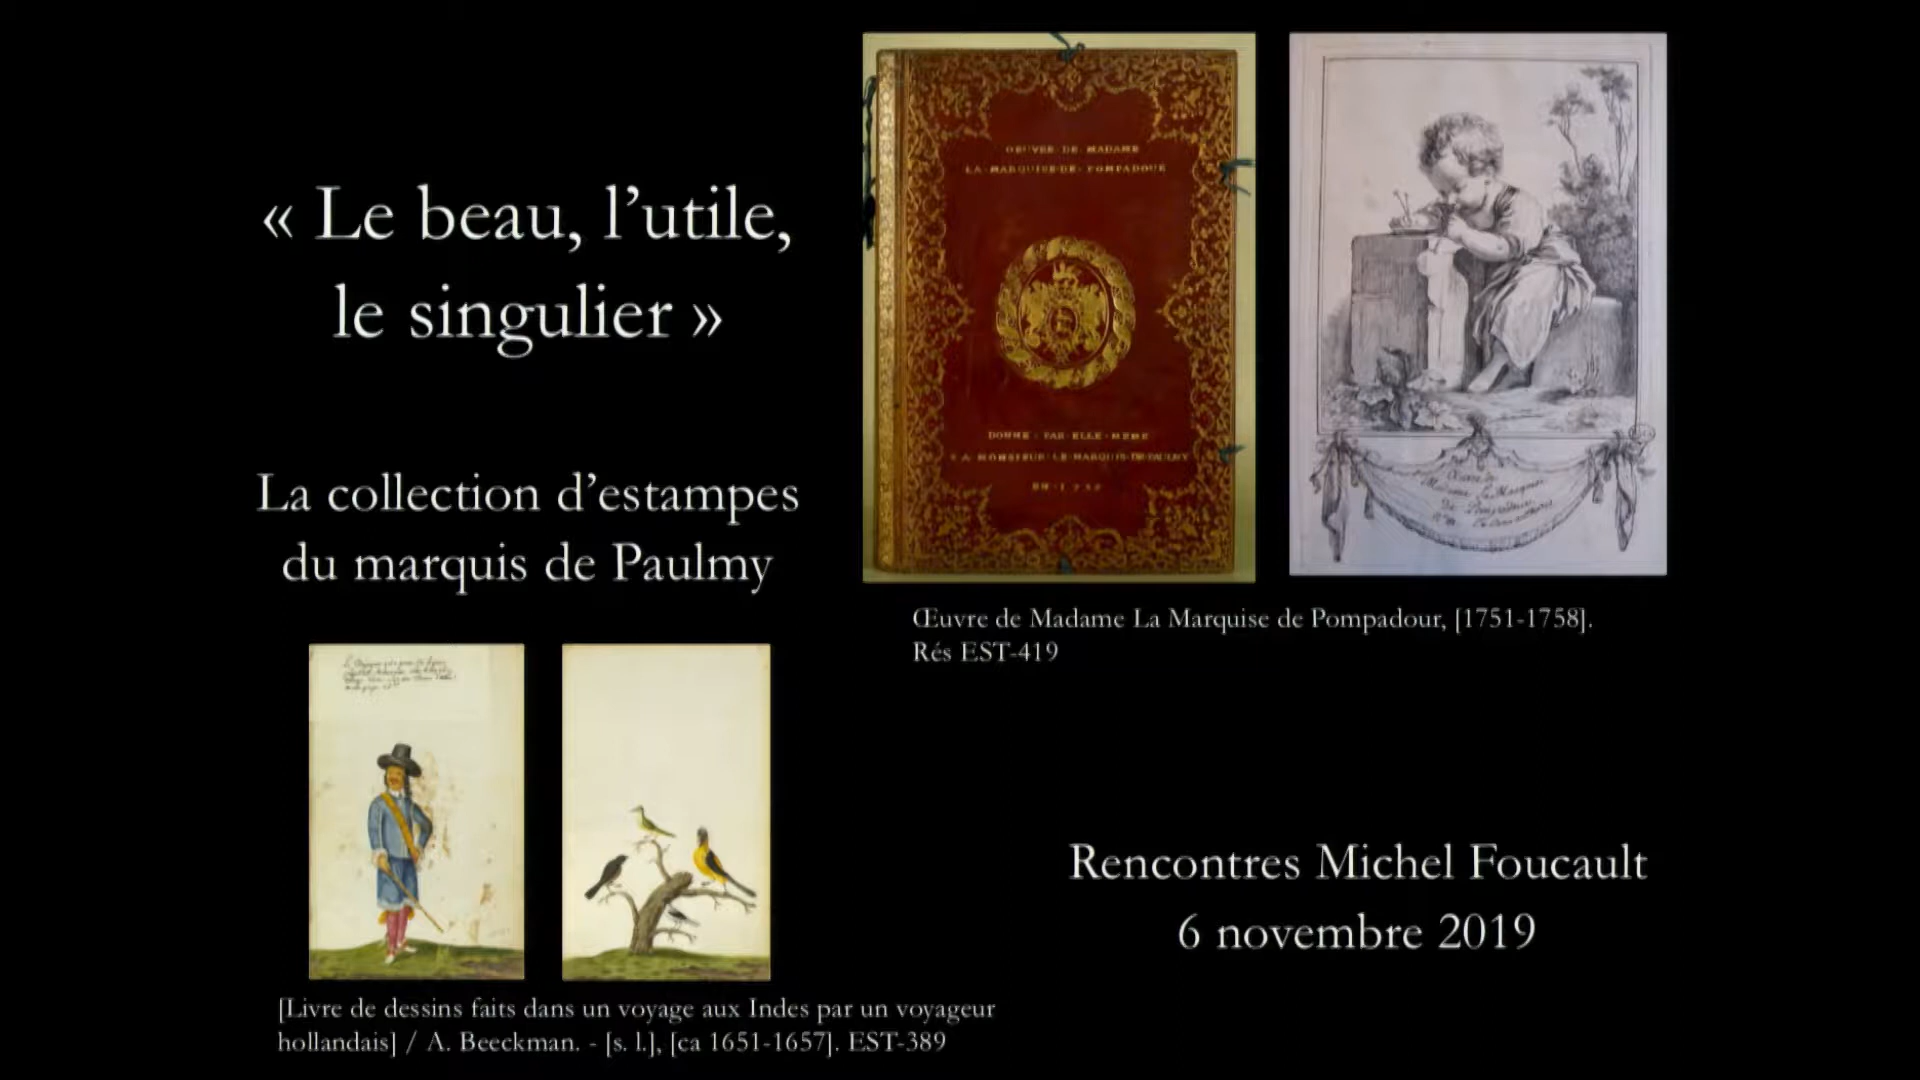 « Le beau, l’utile,
le singulier »
La collection d’estampes
du marquis de Paulmy
OEUVRE · DE · MADAME
LA · MARQUISE · DE · POMPADOUR
DONNE · PAR · ELLE · MEME
A · MONSIEUR · LE · MARQUIS · DE · PAULMY
Œuvre de Madame La Marquise de Pompadour, [1751-1758].
Rés EST-419
Rencontres Michel Foucault
6 novembre 2019
[Livre de dessins faits dans un voyage aux Indes par un voyageur
hollandais] / A. Beeckman. - [s. l.], [ca 1651-1657]. EST-389